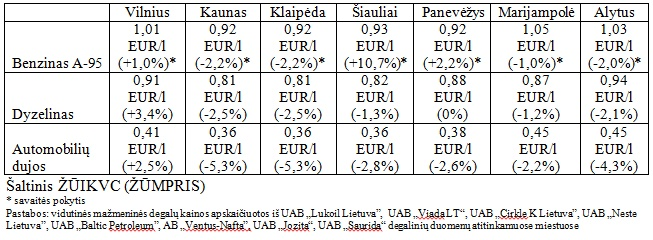 Vilnius Kaunas Klaipėda Šiauliai Panevėžys Marijampolė Alytus
1,01 0,92 0,92 0,93 0,92 1,05 1,03
EUR/l EUR/l EUR/l EUR/l EUR/l EUR/l EUR/l
Benzinas A-95 (+1,0%)* (-2,2%)* (-2,2%)* (+10,7%)* (+2,2%)* (-1,0%)* (-2,0%)*
0,91 0,81 0,81 0,82 0,88 0,87 0,94
EUR/l EUR/l EUR/l EUR/l EUR/l EUR/l EUR/l
Dyzelinas (+3,4%) (-2,5%) (-2,5%) (-1,3%) (0%) (-1,2%) (-2,1%)
0,41 0,36 0,36 0,36 0,38 0,45 0,45
Automobilių EUR/l EUR/l EUR/l EUR/l EUR/l EUR/l EUR/l
dujos (+2,5%) (-5,3%) (-5,3%) (-2,8%) (-2,6%) (-2,2%) (-4,3%)
Šaltinis ŽŪIKVC (ŽŪMPRIS)
* savaitės pokytis
Pastabos: vidutinės mažmeninės degalų kainos apskaičiuotos iš UAB „Lukoil Lietuva”, UAB „Viada LT“, UAB „Cirkle K Lietuva”, UAB „Neste
Lietuva”, UAB „Baltic Petroleum”, AB „Ventus-Nafta”, UAB „Jozita”, UAB „Saurida” degalinių duomenų atitinkamuose miestuose